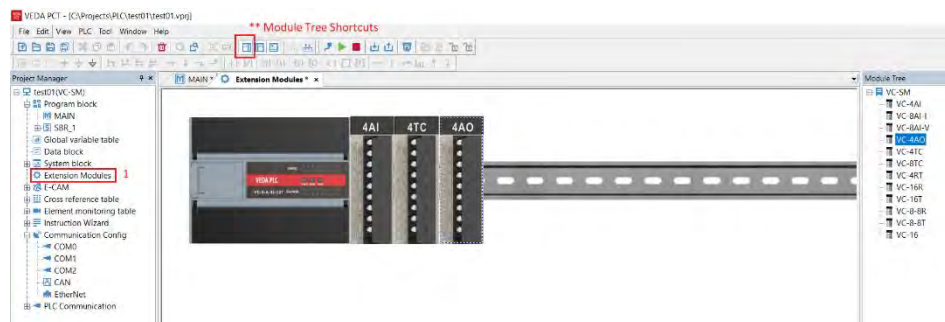 VEDA PCT - [C:\Projects\PLC\test01\test01.vprj]
File Edit View PLC Tool Window Help
** Module Tree Shortcuts
Project Manager
MAIN *
Extension Modules *
Module Tree
test01(VC-SM)
Program block
MAIN
SBR_1
Global variable table
Data block
System block
Extension Modules
1
E-CAM
Cross reference table
Element monitoring table
Instruction Wizard
Communication Config
COM0
COM1
COM2
CAN
EtherNet
PLC Communication
4AI
4TC
4AO
VEDA PLC
VC-SM
VC-4AI
VC-8AI-I
VC-8AI-V
VC-4AO
VC-4TC
VC-8TC
VC-4RT
VC-16R
VC-16T
VC-8-8R
VC-8-8T
VC-16